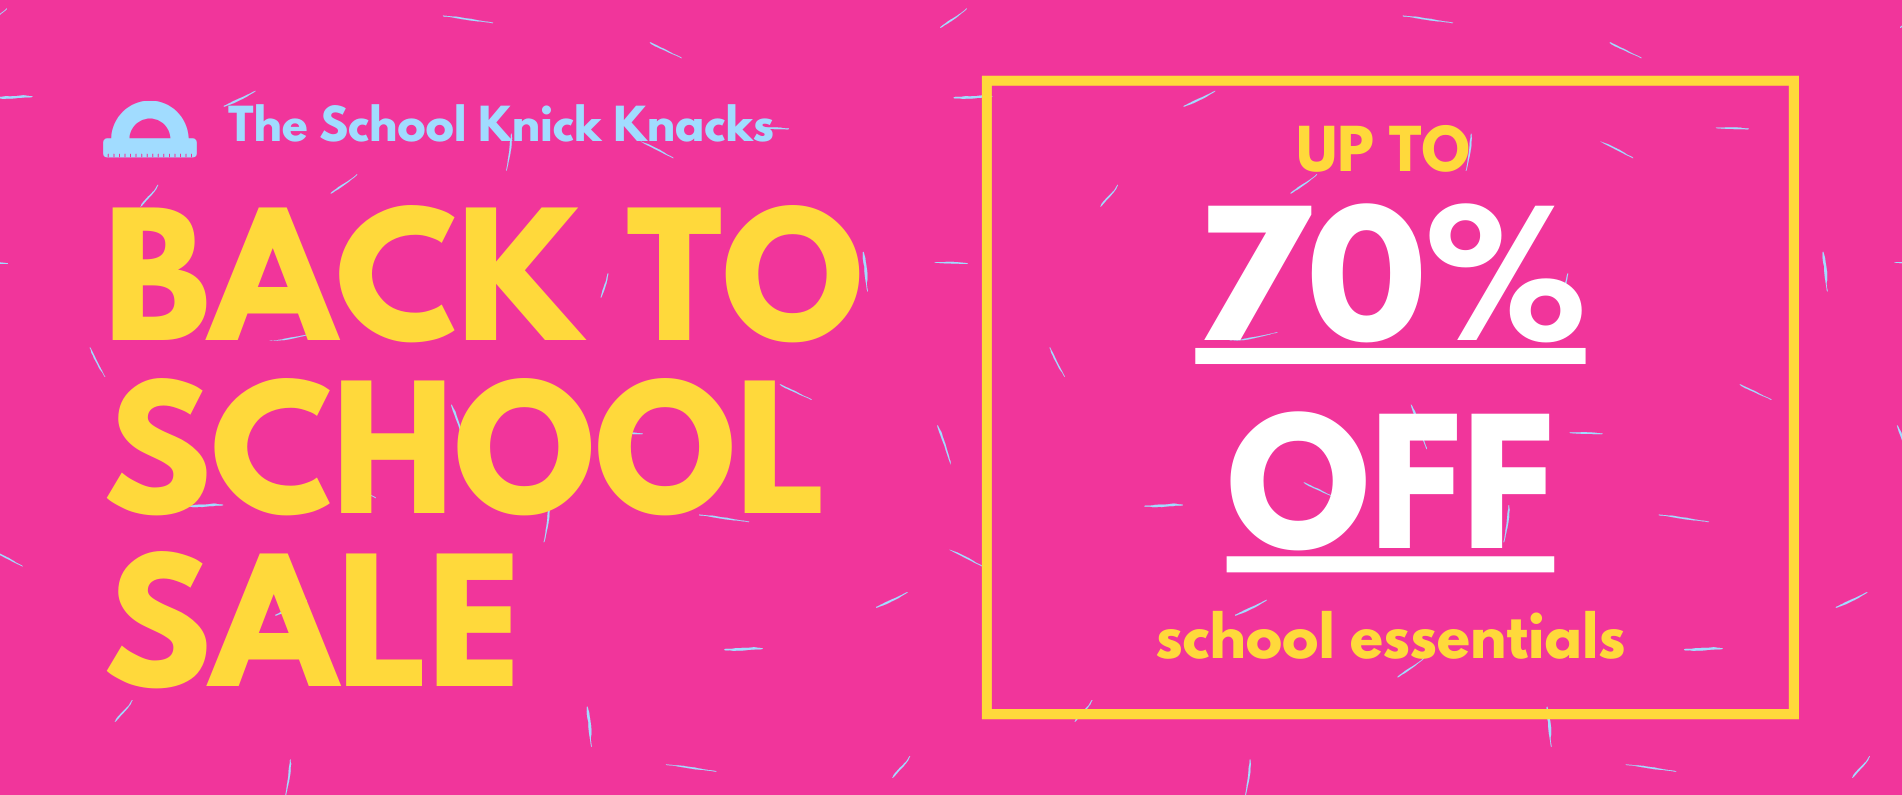 The School Knick Knacks
BACK TO
SCHOOL
SALE
UP TO
70%
OFF
school essentials